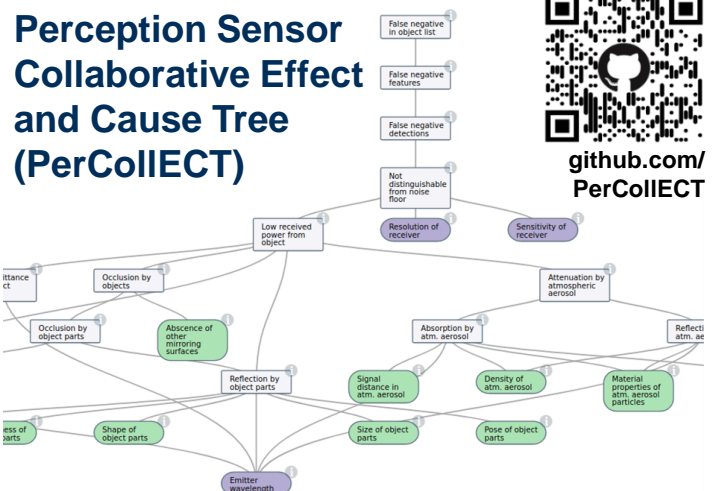 Perception Sensor
Collaborative Effect
and Cause Tree
(PerCollECT)
github.com/
PerCollECT
False negative
in object list
False negative
features
False negative
detections
Not
distinguishable
from noise
floor
Low received
power from
object
Resolution of
receiver
Sensitivity of
receiver
Occlusion by
objects
Attenuation by
atmospheric
aerosol
Occlusion by
object parts
Abscence of
other
mirroring
surfaces
Absorption by
atm. aerosol
atm.
Reflection by
object parts
Signal
distance in
atm. aerosol
Density of
atm. aerosol
Material
properties of
atm. aerosol
particles
of
parts
Shape of
object parts
Size of object
parts
Pose of object
parts
Emitter
wavelength